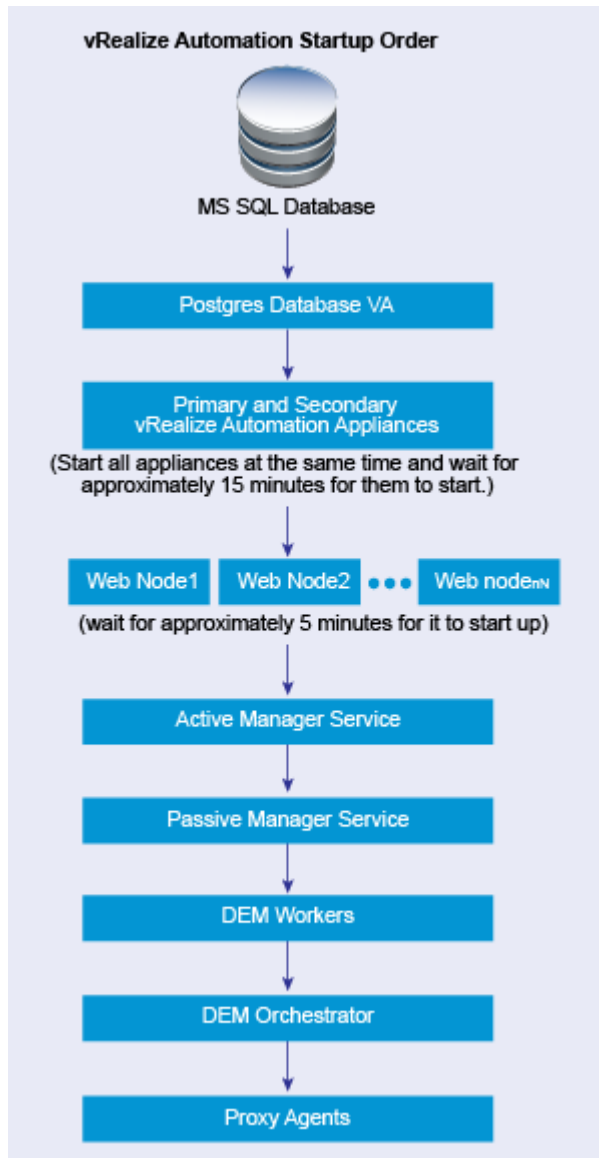 vRealize Automation Startup Order
MS SQL Database
Postgres Database VA
Primary and Secondary
vRealize Automation Appliances
(Start all appliances at the same time and wait for
approximately 15 minutes for them to start.)
Web Node1 Web Node2 ●●● Web nodenN
(wait for approximately 5 minutes for it to start up)
Active Manager Service
Passive Manager Service
DEM Workers
DEM Orchestrator
Proxy Agents